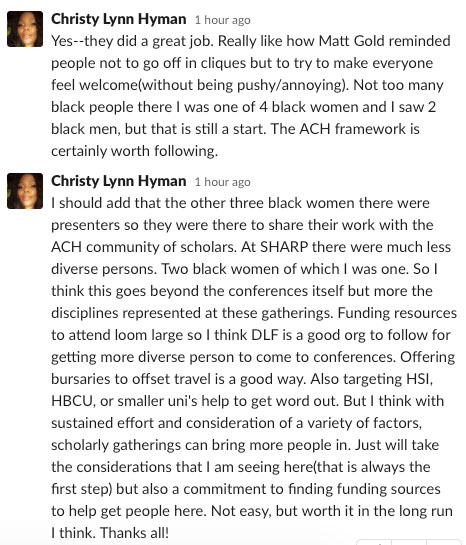 Christy Lynn Hyman 1 hour ago
Yes--they did a great job. Really like how Matt Gold reminded
people not to go off in cliques but to try to make everyone
feel welcome(without being pushy/annoying). Not too many
black people there I was one of 4 black women and I saw 2
black men, but that is still a start. The ACH framework is
certainly worth following.
Christy Lynn Hyman 1 hour ago
I should add that the other three black women there were
presenters so they were there to share their work with the
ACH community of scholars. At SHARP there were much less
diverse persons. Two black women of which I was one. So I
think this goes beyond the conferences itself but more the
disciplines represented at these gatherings. Funding resources
to attend loom large so I think DLF is a good org to follow for
getting more diverse person to come to conferences. Offering
bursaries to offset travel is a good way. Also targeting HSI,
HBCU, or smaller uni's help to get word out. But I think with
sustained effort and consideration of a variety of factors,
scholarly gatherings can bring more people in. Just will take
the considerations that I am seeing here(that is always the
first step) but also a commitment to finding funding sources
to help get people here. Not easy, but worth it in the long run
I think. Thanks all!